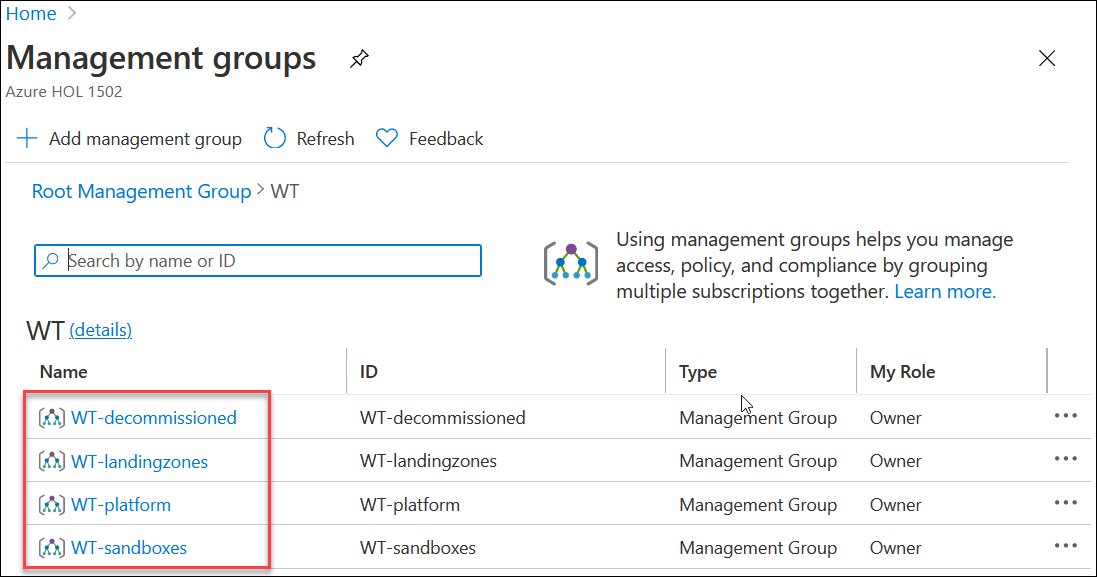 Home >
Management groups
Azure HOL 1502
Add management group Refresh Feedback
Root Management Group > WT
Search by name or ID
Using management groups helps you manage
access, policy, and compliance by grouping
multiple subscriptions together. Learn more.
WT (details)
Name ID Type My Role
WT-decommissioned WT-decommissioned Management Group Owner
WT-landingzones WT-landingzones Management Group Owner
WT-platform WT-platform Management Group Owner
WT-sandboxes WT-sandboxes Management Group Owner